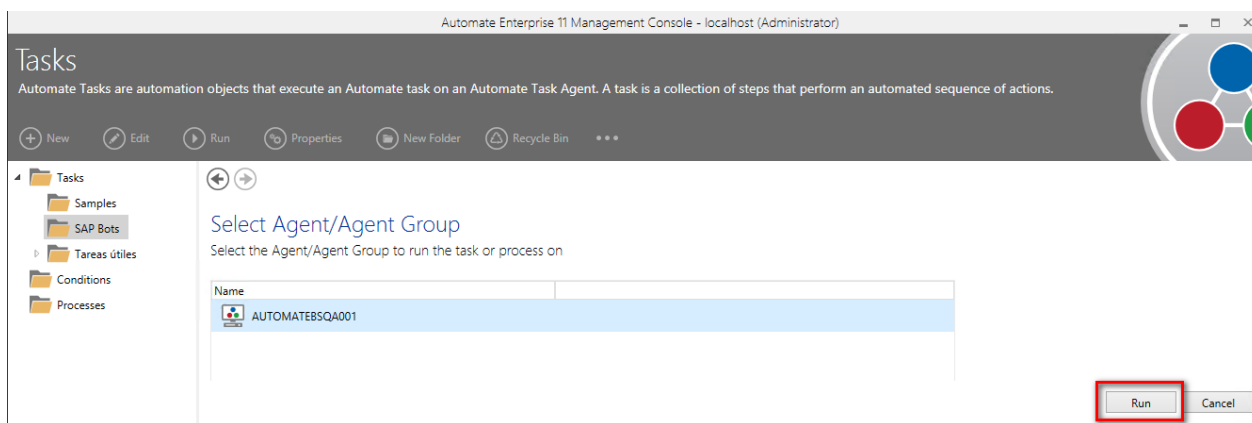 Automate Enterprise 11 Management Console - localhost (Administrator)
Tasks
Automate Tasks are automation objects that execute an Automate task on an Automate Task Agent. A task is a collection of steps that perform an automated sequence of actions.
New Edit Run Properties New Folder Recycle Bin
Tasks
Samples
SAP Bots
Tareas útiles
Conditions
Processes
Select Agent/Agent Group
Select the Agent/Agent Group to run the task or process on
Name
AUTOMATEBSQA001
Run Cancel